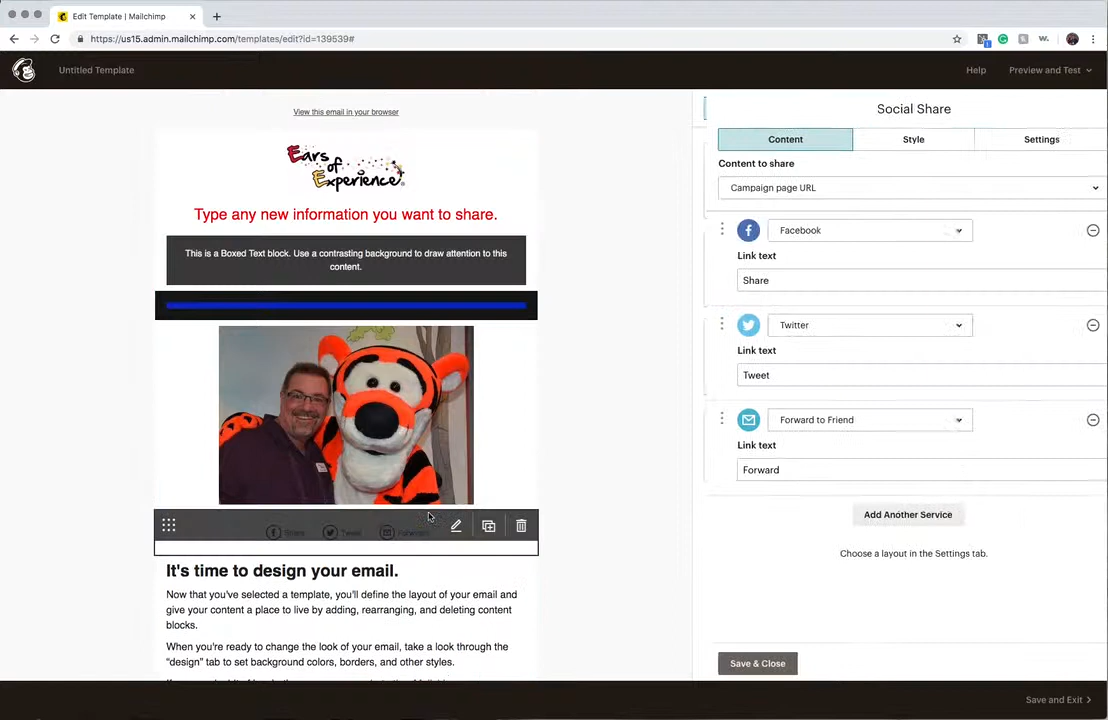 Edit Template | Mailchimp
https://us15.admin.mailchimp.com/templates/edit?id=139539#
Untitled Template
Help
Preview and Test
View this email in your browser
Ears of Experience
Type any new information you want to share.
This is a Boxed Text block. Use a contrasting background to draw attention to this
content.
Share
Tweet
Forward
It's time to design your email.
Now that you've selected a template, you'll define the layout of your email and
give your content a place to live by adding, rearranging, and deleting content
blocks.
When you're ready to change the look of your email, take a look through the
"design" tab to set background colors, borders, and other styles.
Social Share
Content
Style
Settings
Content to share
Campaign page URL
Facebook
Link text
Share
Twitter
Link text
Tweet
Forward to Friend
Link text
Forward
Add Another Service
Choose a layout in the Settings tab.
Save & Close
Save and Exit